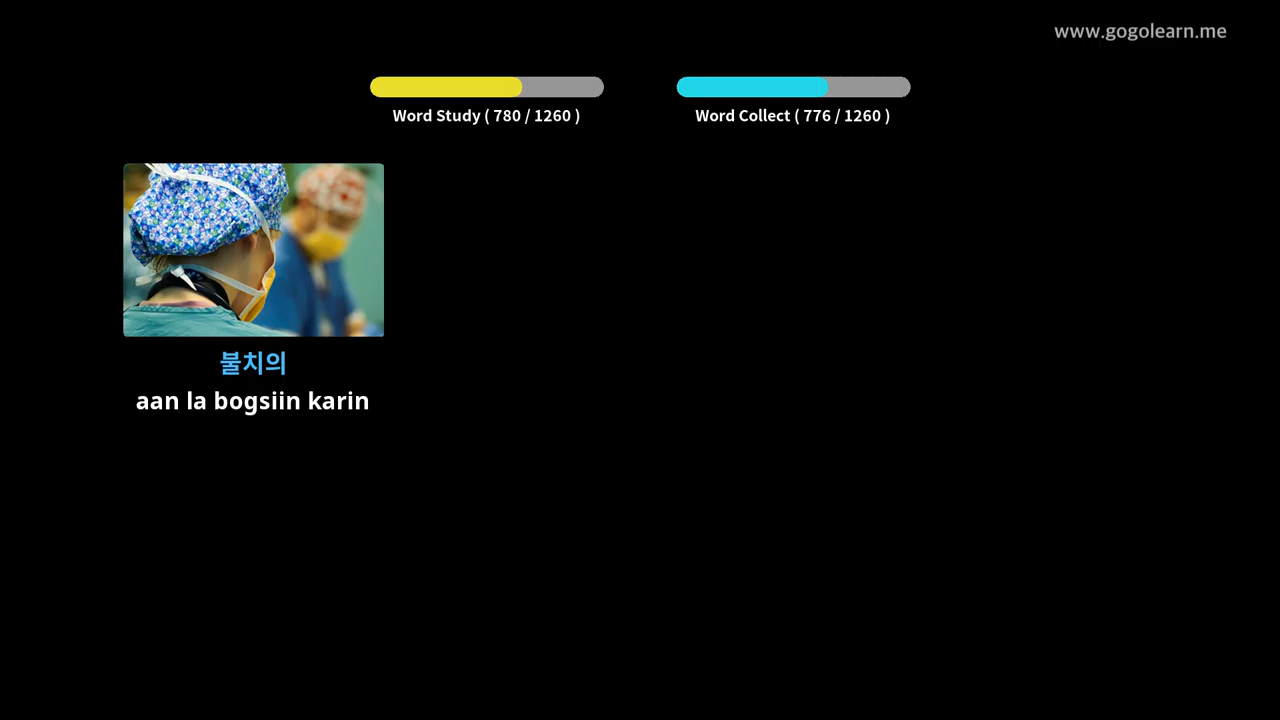 www.gogolearn.me
Word Study ( 780 / 1260 )
Word Collect ( 776 / 1260 )
불치의
aan la bogsiin karin